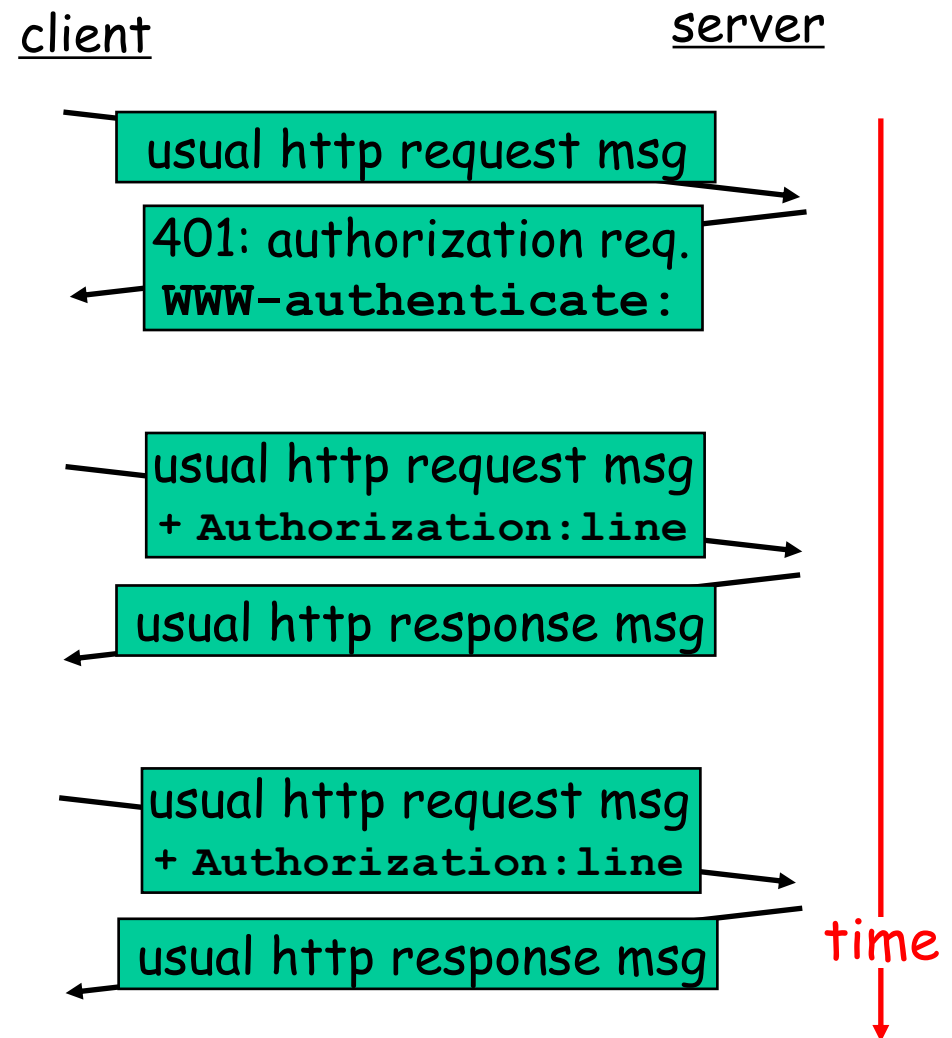 client
server
usual http request msg
401: authorization req.
WWW-authenticate:
usual http request msg
+ Authorization:line
usual http response msg
usual http request msg
+ Authorization:line
usual http response msg
time